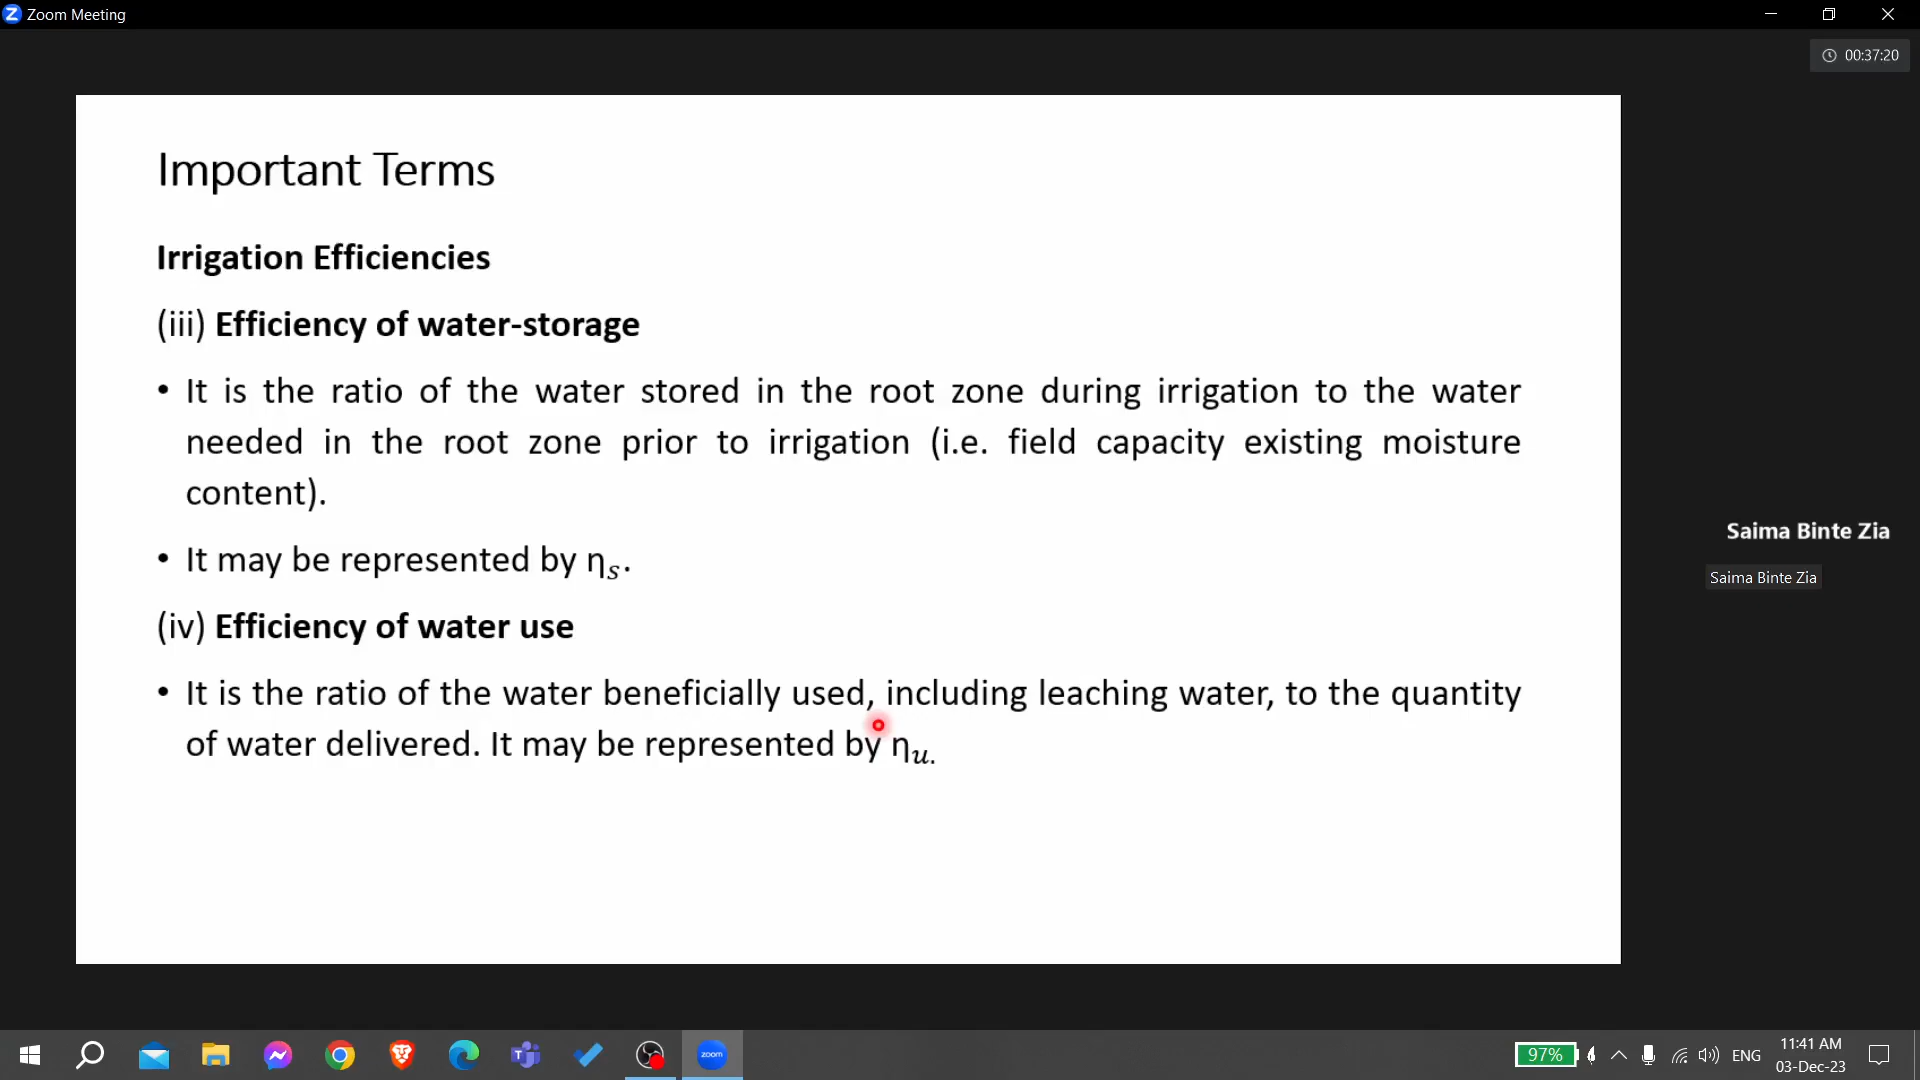 Zoom Meeting
00:37:20
Important Terms
Irrigation Efficiencies
(iii) Efficiency of water-storage
• It is the ratio of the water stored in the root zone during irrigation to the water
needed in the root zone prior to irrigation (i.e. field capacity existing moisture
content).
• It may be represented by ηₛ.
(iv) Efficiency of water use
• It is the ratio of the water beneficially used, including leaching water, to the quantity
of water delivered. It may be represented by ηᵤ.
Saima Binte Zia
Saima Binte Zia
zoom
97%
ENG
11:41 AM
03-Dec-23